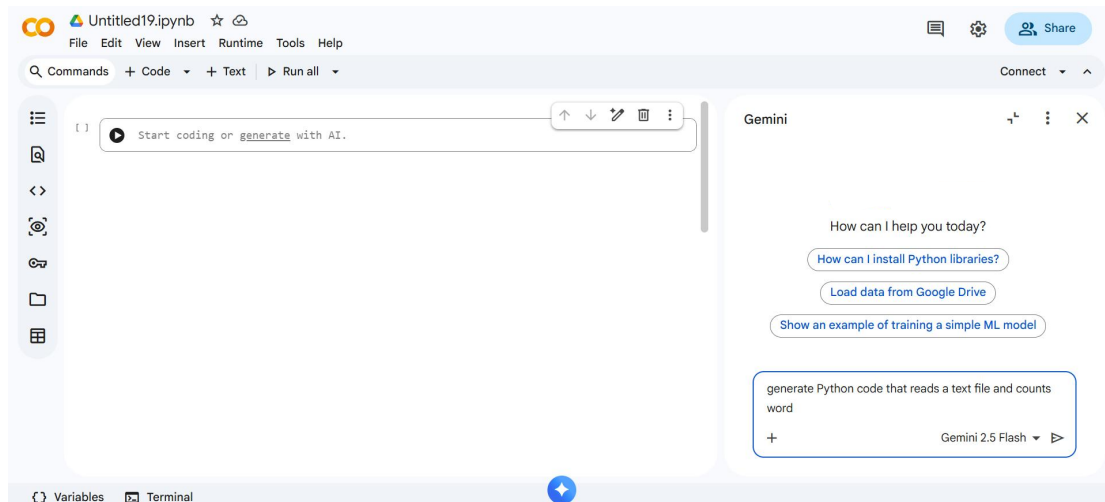 Untitled19.ipynb
File Edit View Insert Runtime Tools Help
Share
Commands + Code + Text Run all
Connect
[ ]
Start coding or generate with AI.
Gemini
How can I help you today?
How can I install Python libraries?
Load data from Google Drive
Show an example of training a simple ML model
generate Python code that reads a text file and counts
word
+ Gemini 2.5 Flash
{} Variables Terminal